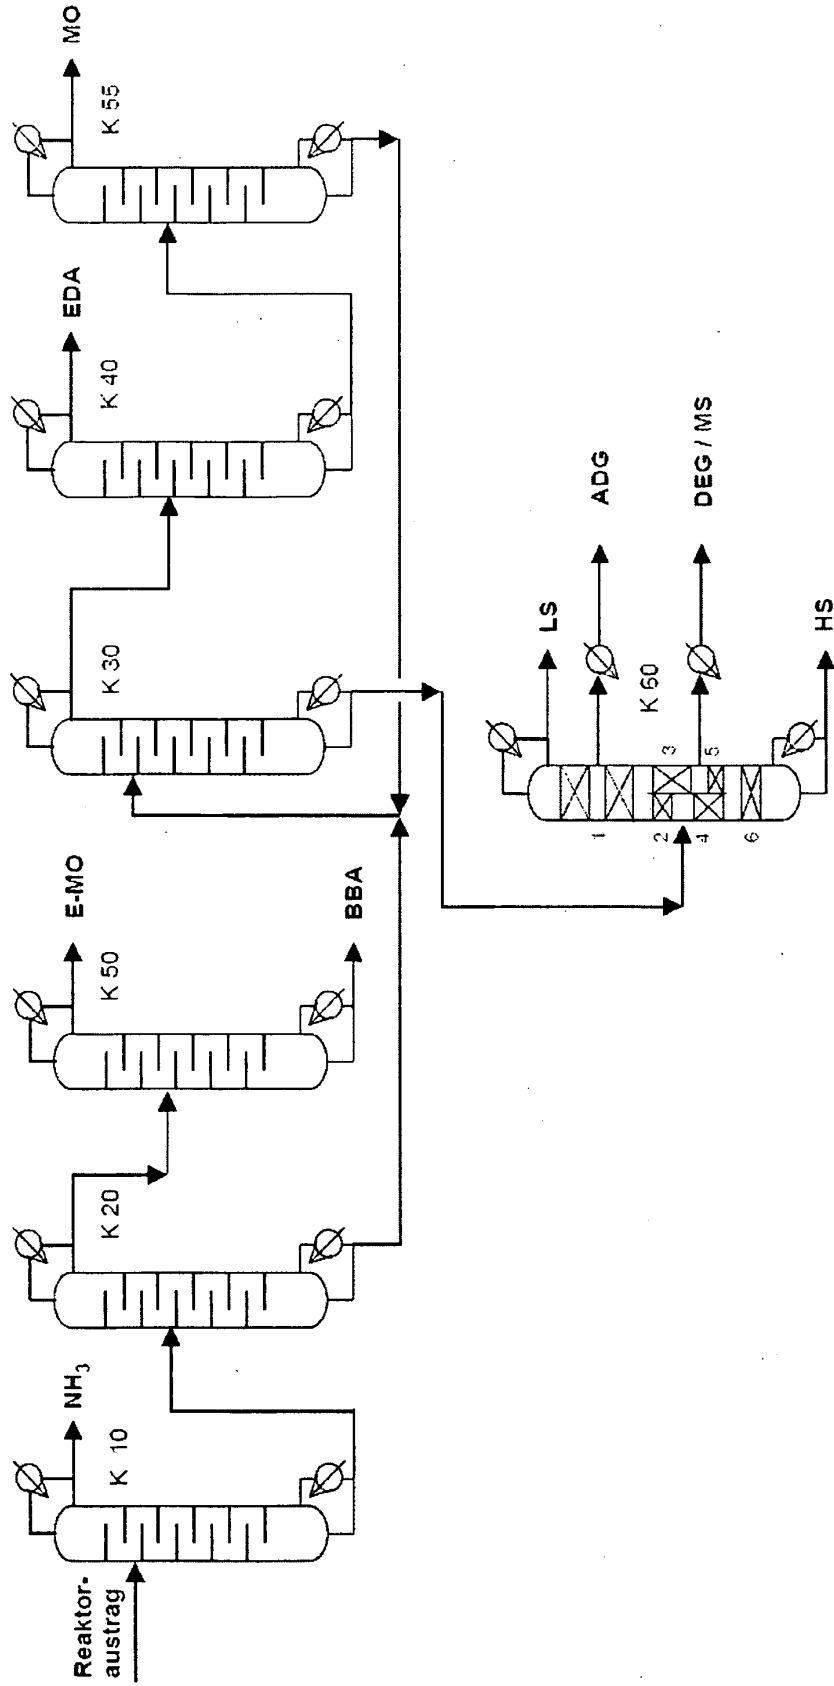 Reaktor-
austrag
NH3
K 10
K 20
E-MO
K 50
BBA
K 30
EDA
K 40
MO
K 55
LS
ADG
K 60
DEG / MS
HS
1
2
3
4
5
6